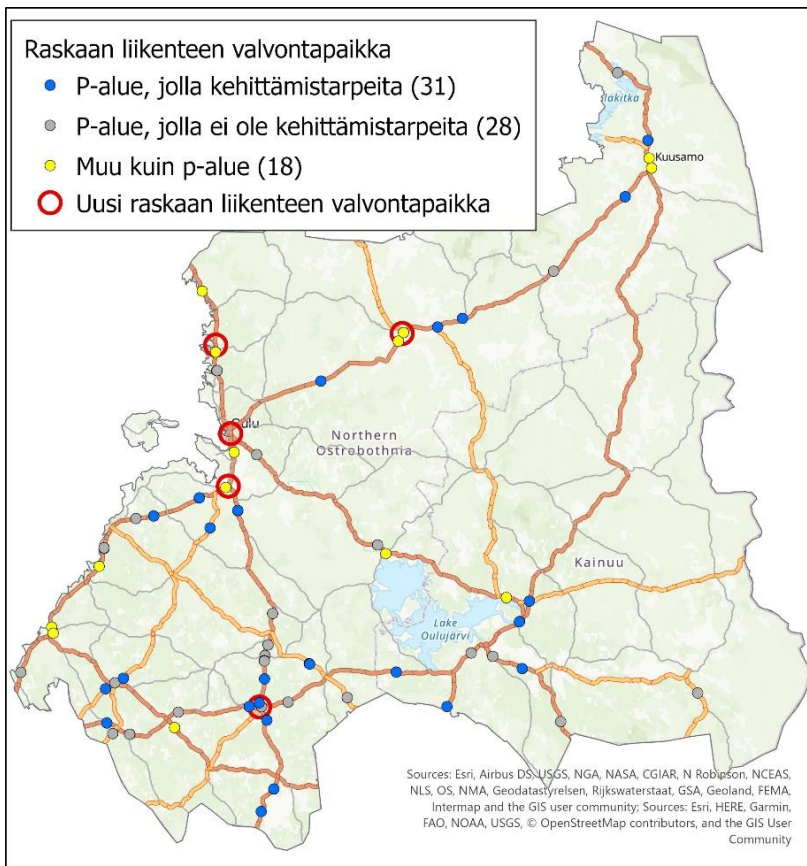 Raskaan liikenteen valvontapaikka
P-alue, jolla kehittämistarpeita (31)
P-alue, jolla ei ole kehittämistarpeita (28)
Muu kuin p-alue (18)
Uusi raskaan liikenteen valvontapaikka
Kuusamo
Oulu
Northern
Ostrobothnia
Kainuu
Lake
Oulujärvi
Sources: Esri, Airbus DS, USGS, NGA, NASA, CGIAR, N Robinson, NCEAS,
NLS, OS, NMA, Geodatastyrelsen, Rijkswaterstaat, GSA, Geoland, FEMA,
Intermap and the GIS user community; Sources: Esri, HERE, Garmin,
FAO, NOAA, USGS, © OpenStreetMap contributors, and the GIS User
Community